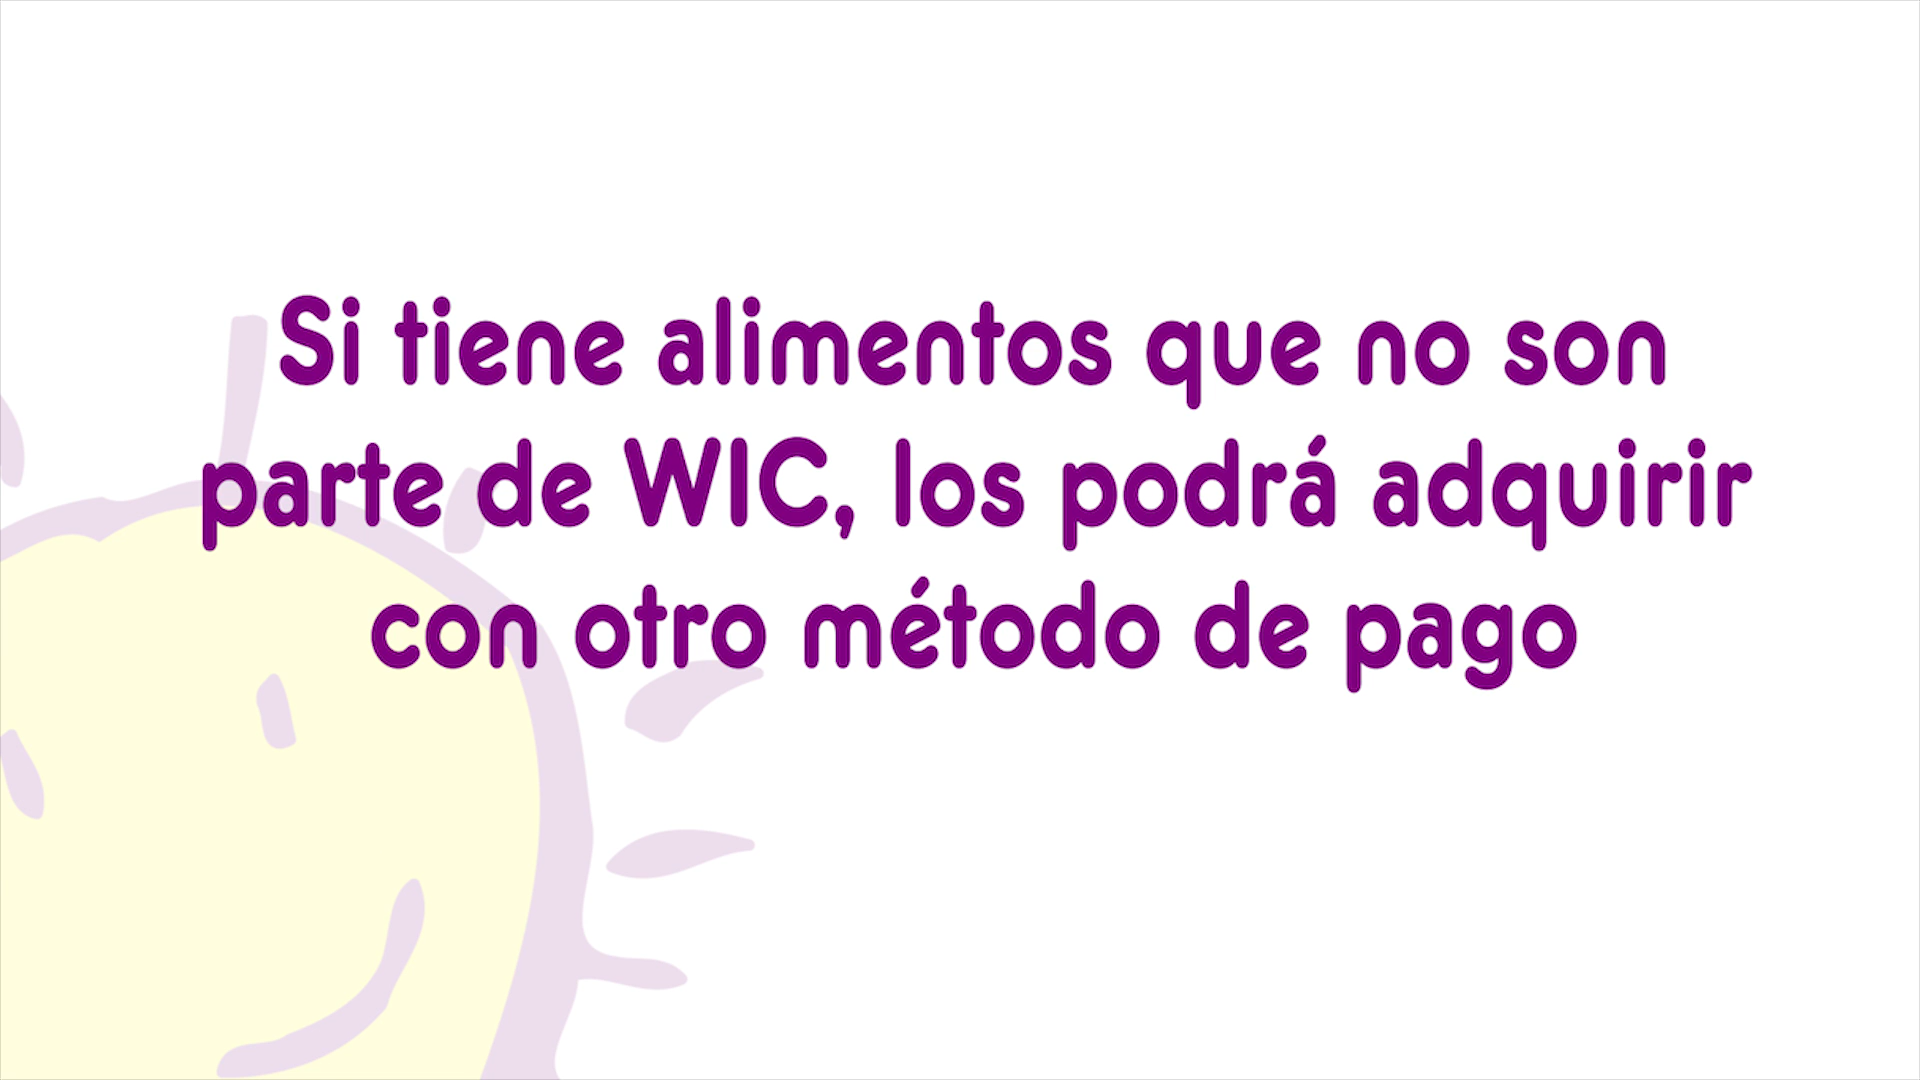 Si tiene alimentos que no son
parte de WIC, los podrá adquirir
con otro método de pago